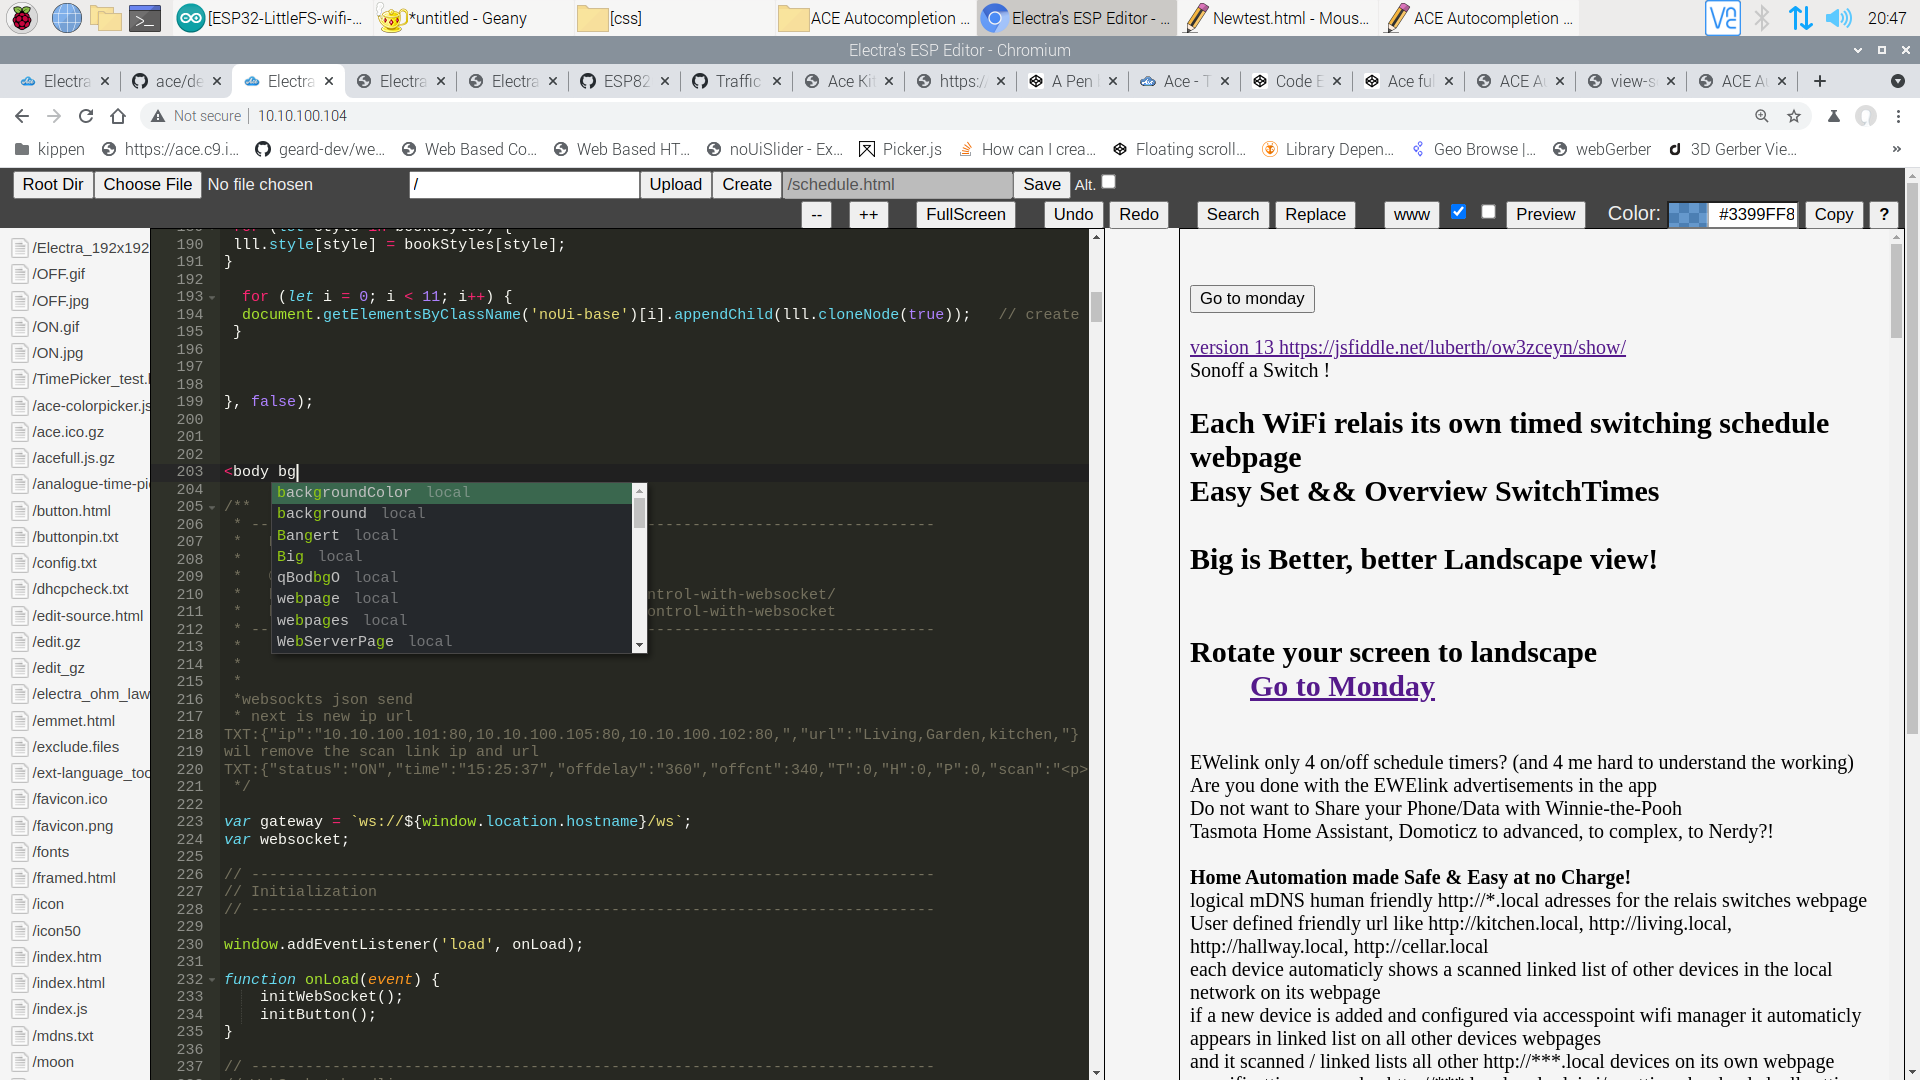 [ESP32-LittleFS-wifi-...
*untitled - Geany
[css]
ACE Autocompletion ...
Electra's ESP Editor - ...
Newtest.html - Mous...
ACE Autocompletion ...
20:47
Electra's ESP Editor - Chromium
Electra
ace/de
Electra
Electra
Electra
ESP82
Traffic
Ace Kit
https:/
A Pen
Ace - T
Code E
Ace ful
ACE A
view-s
ACE A
Not secure
10.10.100.104
kippen
https://ace.c9.i...
geard-dev/we...
Web Based Co...
Web Based HT...
noUiSlider - Ex...
Picker.js
How can I crea...
Floating scroll...
Library Depen...
Geo Browse |...
webGerber
3D Gerber Vie...
»
Root Dir
Choose File
No file chosen
/
Upload
Create
/schedule.html
Save
Alt.
--
++
FullScreen
Undo
Redo
Search
Replace
www
Preview
Color:
#3399FF8
Copy
?
/Electra_192x192
/OFF.gif
/OFF.jpg
/ON.gif
/ON.jpg
/TimePicker_test.
/ace-colorpicker.js
/ace.ico.gz
/acefull.js.gz
/analogue-time-pi
/button.html
/buttonpin.txt
/config.txt
/dhcpcheck.txt
/edit-source.html
/edit.gz
/edit_gz
/electra_ohm_law
/emmet.html
/exclude.files
/ext-language_too
/favicon.ico
/favicon.png
/fonts
/framed.html
/icon
/icon50
/index.htm
/index.html
/index.js
/mdns.txt
/moon
190 lll.style[style] = bookStyles[style];
191 }
192
193 for (let i = 0; i < 11; i++) {
194 document.getElementsByClassName('noUi-base')[i].appendChild(lll.cloneNode(true)); // create
195 }
196
197
198
199 }, false);
200
201
202
203 <body bg
backgroundColor local
background local
Bangert local
Big local
qBodbgO local
webpage local
webpages local
WebServerPage local
204
205 /**
206 * -- ----------------------------------
207 *
208 *
209 *
210 * ntrol-with-websocket/
211 * ontrol-with-websocket
212 * -- ----------------------------------
213 *
214 *
215 *
216 *websockts json send
217 * next is new ip url
218 TXT:{"ip":"10.10.100.101:80,10.10.100.105:80,10.10.100.102:80,","url":"Living,Garden,kitchen,"}
219 wil remove the scan link ip and url
220 TXT:{"status":"ON","time":"15:25:37","offdelay":"360","offcnt":340,"T":0,"H":0,"P":0,"scan":"<p>
221 */
222
223 var gateway = `ws://${window.location.hostname}/ws`;
224 var websocket;
225
226 // ----------------------------------------------------------------------------
227 // Initialization
228 // ----------------------------------------------------------------------------
229
230 window.addEventListener('load', onLoad);
231
232 function onLoad(event) {
233 initWebSocket();
234 initButton();
235 }
236
237 // ----------------------------------------------------------------------------
Go to monday
version 13 https://jsfiddle.net/luberth/ow3zceyn/show/
Sonoff a Switch !
Each WiFi relais its own timed switching schedule
webpage
Easy Set && Overview SwitchTimes
Big is Better, better Landscape view!
Rotate your screen to landscape
Go to Monday
EWelink only 4 on/off schedule timers? (and 4 me hard to understand the working)
Are you done with the EWElink advertisements in the app
Do not want to Share your Phone/Data with Winnie-the-Pooh
Tasmota Home Assistant, Domoticz to advanced, to complex, to Nerdy?!
Home Automation made Safe & Easy at no Charge!
logical mDNS human friendly http://*.local adresses for the relais switches webpage
User defined friendly url like http://kitchen.local, http://living.local,
http://hallway.local, http://cellar.local
each device automaticly shows a scanned linked list of other devices in the local
network on its webpage
if a new device is added and configured via accesspoint wifi manager it automaticly
appears in linked list on all other devices webpages
and it scanned / linked lists all other http://***.local devices on its own webpage